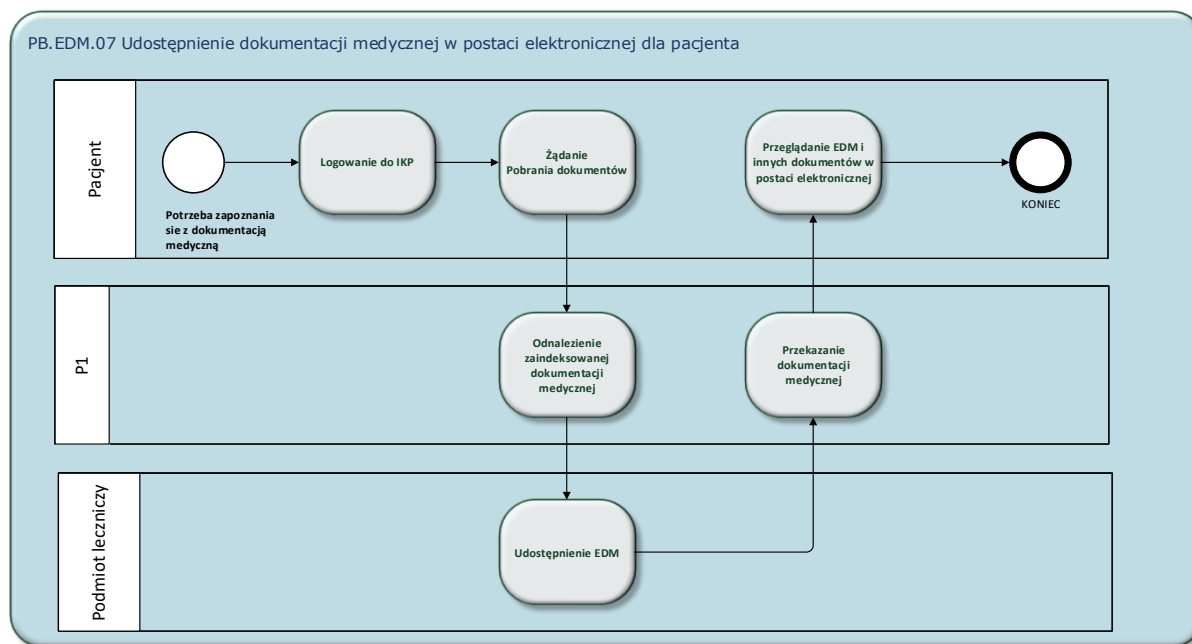 PB.EDM.07 Udostępnienie dokumentacji medycznej w postaci elektronicznej dla pacjenta
Pacjent
Potrzeba zapoznania
sie z dokumentacją
medyczną
Logowanie do IKP
Żądanie
Pobrania dokumentów
Przeglądanie EDM i
innych dokumentów w
postaci elektronicznej
KONIEC
P1
Odnalezienie
zaindeksowanej
dokumentacji
medycznej
Przekazanie
dokumentacji
medycznej
Podmiot leczniczy
Udostępnienie EDM